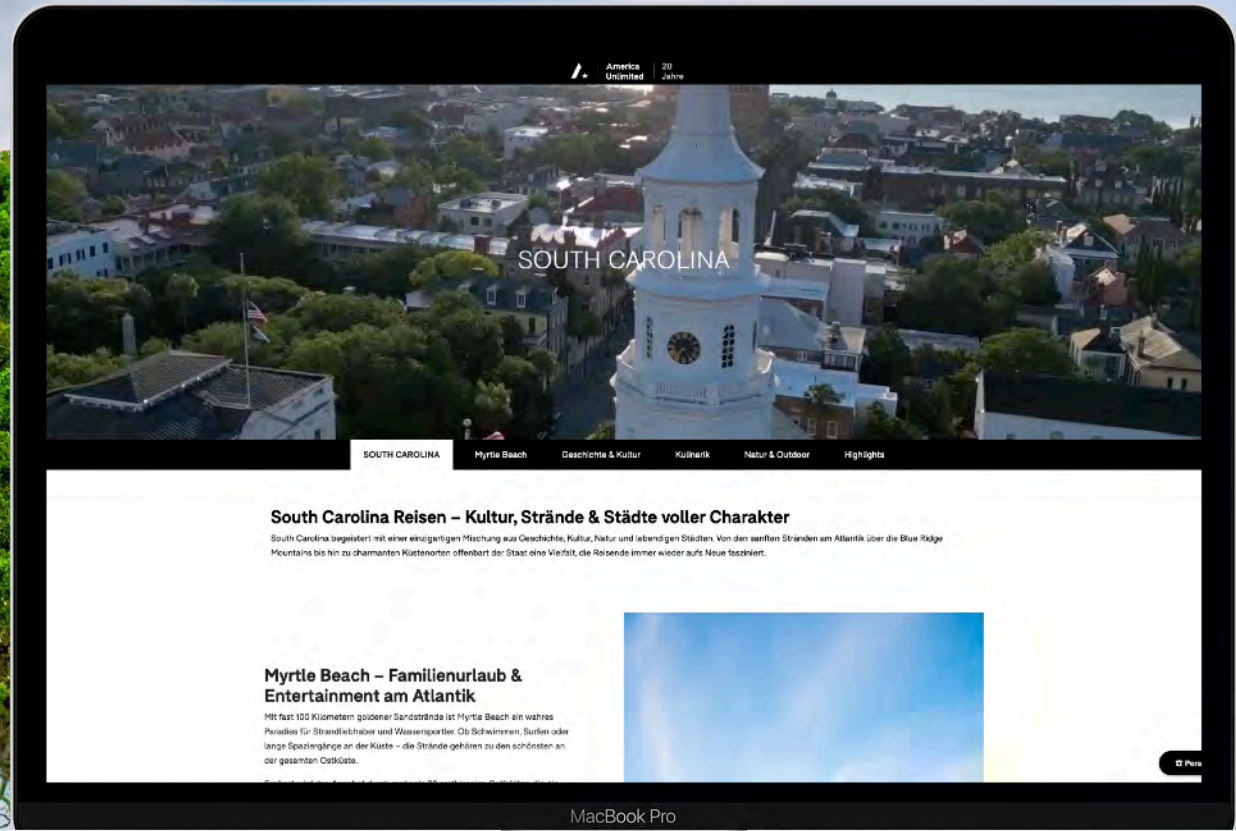 America
Unlimited
20
Jahre
SOUTH CAROLINA
SOUTH CAROLINA Myrtle Beach Geschichte & Kultur Kulinarik Natur & Outdoor Highlights
South Carolina Reisen – Kultur, Strände & Städte voller Charakter
South Carolina begeistert mit einer einzigartigen Mischung aus Geschichte, Kultur, Natur und lebendigen Städten. Von den sanften Stränden am Atlantik über die Blue Ridge
Mountains bis hin zu charmanten Küstenorten offenbart der Staat eine Vielfalt, die Reisende immer wieder aufs Neue fasziniert.
Myrtle Beach – Familienurlaub &
Entertainment am Atlantik
Mit fast 100 Kilometern goldener Sandstrände ist Myrtle Beach ein wahres
Paradies für Strandliebhaber und Wassersportler. Ob Schwimmen, Surfen oder
lange Spaziergänge an der Küste – die Strände gehören zu den schönsten an
der gesamten Ostküste.
Pers
MacBook Pro